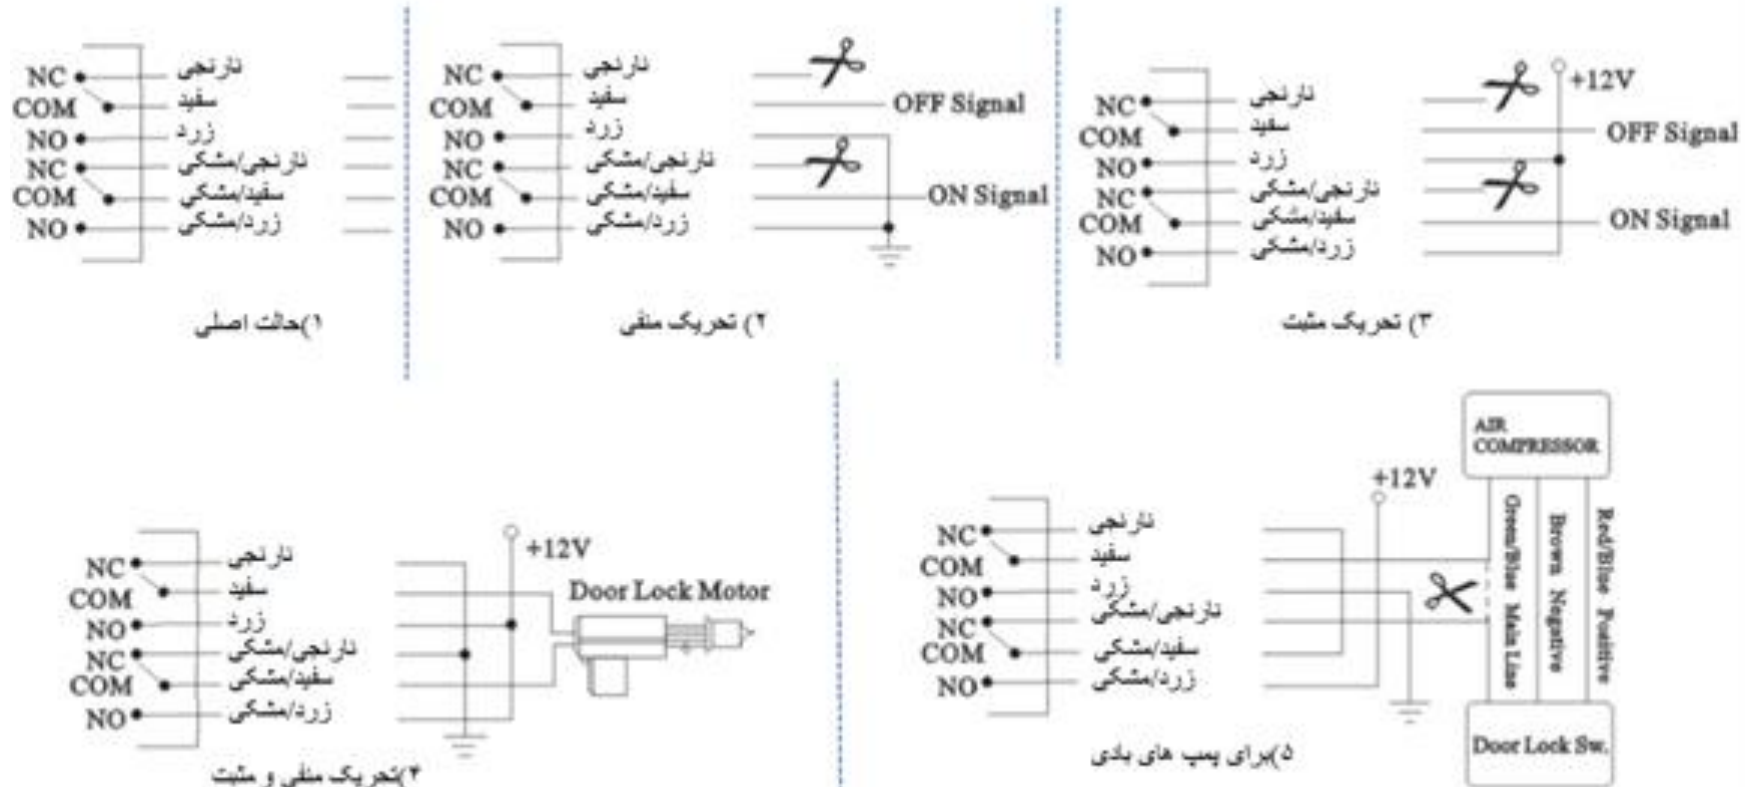 NC نارنجی
COM سفید
NO زرد
NC نارنجی/مشکی
COM سفید/مشکی
NO زرد/مشکی
۱)حالت اصلی
NC نارنجی
COM سفید OFF Signal
NO زرد
NC نارنجی/مشکی
COM سفید/مشکی ON Signal
NO زرد/مشکی
۲) تحریک منفی
+12V
NC نارنجی
COM سفید OFF Signal
NO زرد
NC نارنجی/مشکی
COM سفید/مشکی ON Signal
NO زرد/مشکی
۳) تحریک مثبت
+12V
NC نارنجی
COM سفید
NO زرد
NC نارنجی/مشکی
COM سفید/مشکی
NO زرد/مشکی
Door Lock Motor
۴)تحریک منفی و مثبت
+12V
NC نارنجی
COM سفید
NO زرد
NC نارنجی/مشکی
COM سفید/مشکی
NO زرد/مشکی
AIR
COMPRESSOR
Green/Blue Main Line
Brown Negative
Red/Blue Positive
Door Lock Sw.
۵)برای پمپ های بادی